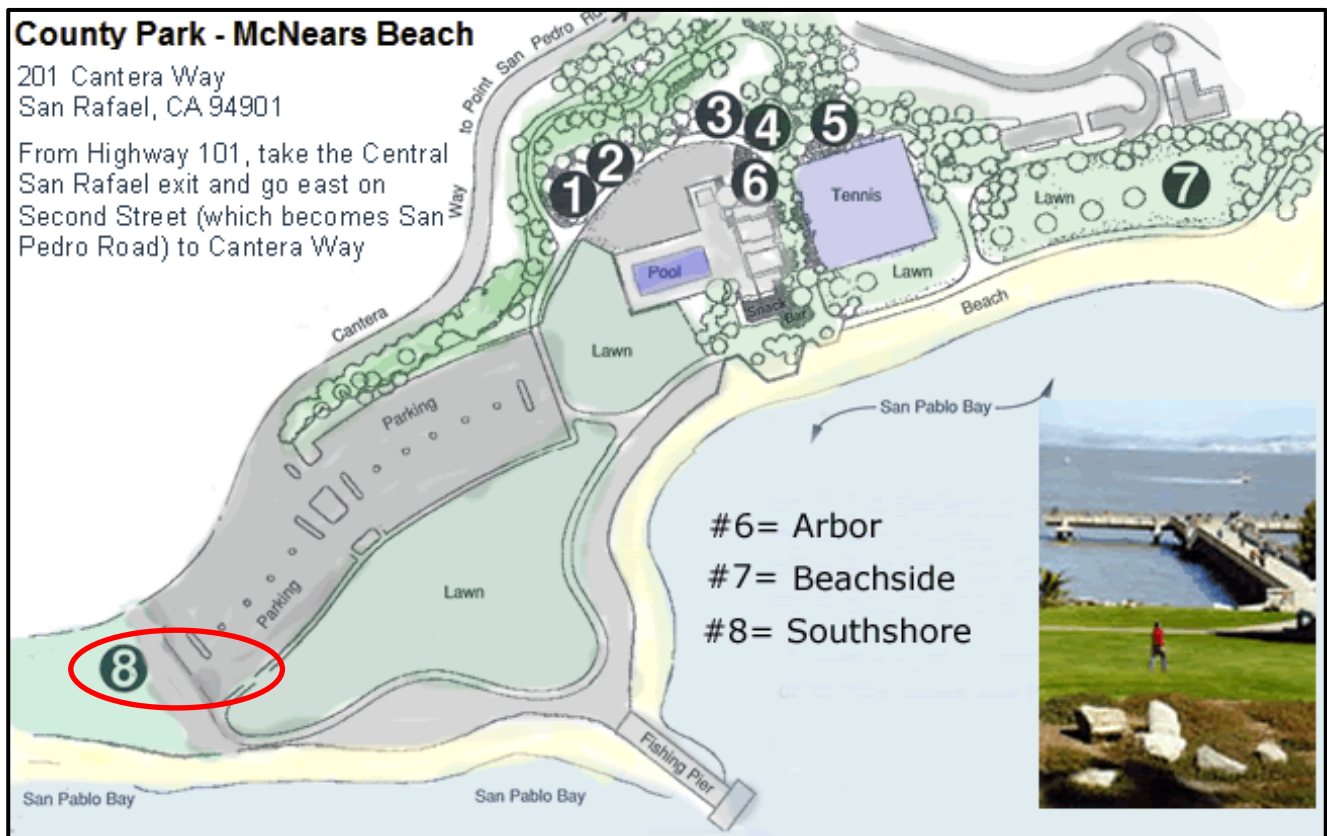 County Park - McNears Beach
201 Cantera Way
San Rafael, CA 94901
From Highway 101, take the Central
San Rafael exit and go east on
Second Street (which becomes San
Pedro Road) to Cantera Way
Cantera
Way
to Point San Pedro
3
4
5
2
1
6
7
Tennis
Lawn
Pool
Lawn
Snack
Bar
Beach
Lawn
San Pablo Bay
Parking
#6= Arbor
#7= Beachside
#8= Southshore
Lawn
Parking
8
Fishing Pier
San Pablo Bay
San Pablo Bay